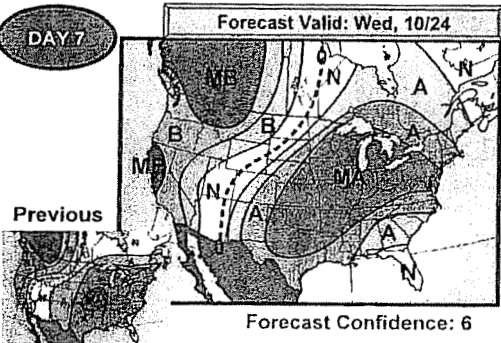 DAY 7
Forecast Valid: Wed, 10/24
MB
N
A
N
B
B
A
MB
N
MA
A
A
N
Previous
Forecast Confidence: 6